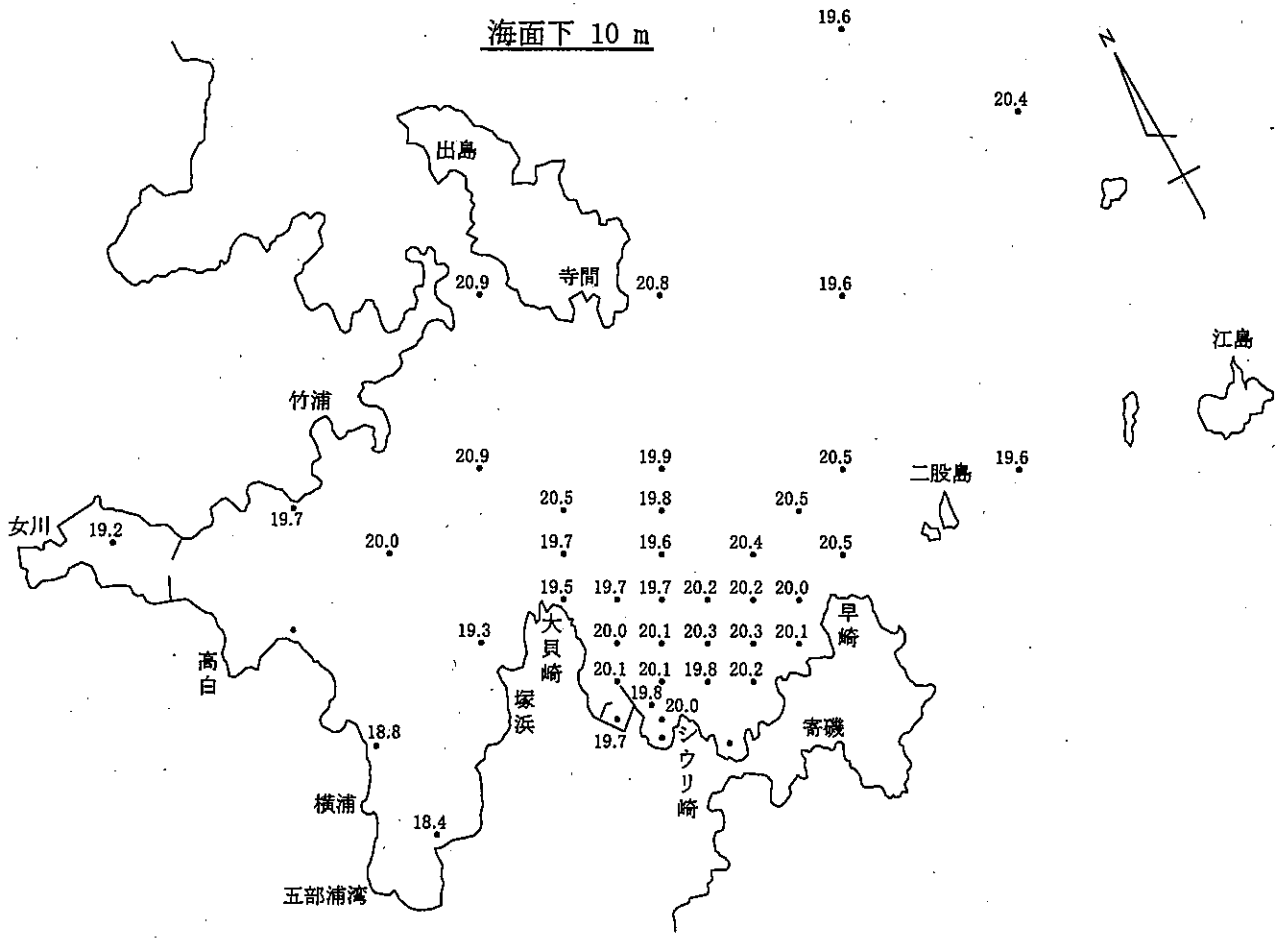 海面下 10 m
19.6
N
20.4
出島
寺間
20.9
20.8
19.6
江島
竹浦
20.9
19.9
20.5
二股島
19.6
20.5
19.8
20.5
女川
19.2
19.7
20.0
19.7
19.6
20.4
20.5
19.5
19.7
19.7
20.2
20.2
20.0
大貝崎
早崎
19.3
20.0
20.1
20.3
20.3
20.1
高白
塚浜
20.1
20.1
19.8
20.2
19.8
20.0
寄磯
18.8
19.7
シウリ崎
横浦
18.4
五部浦湾